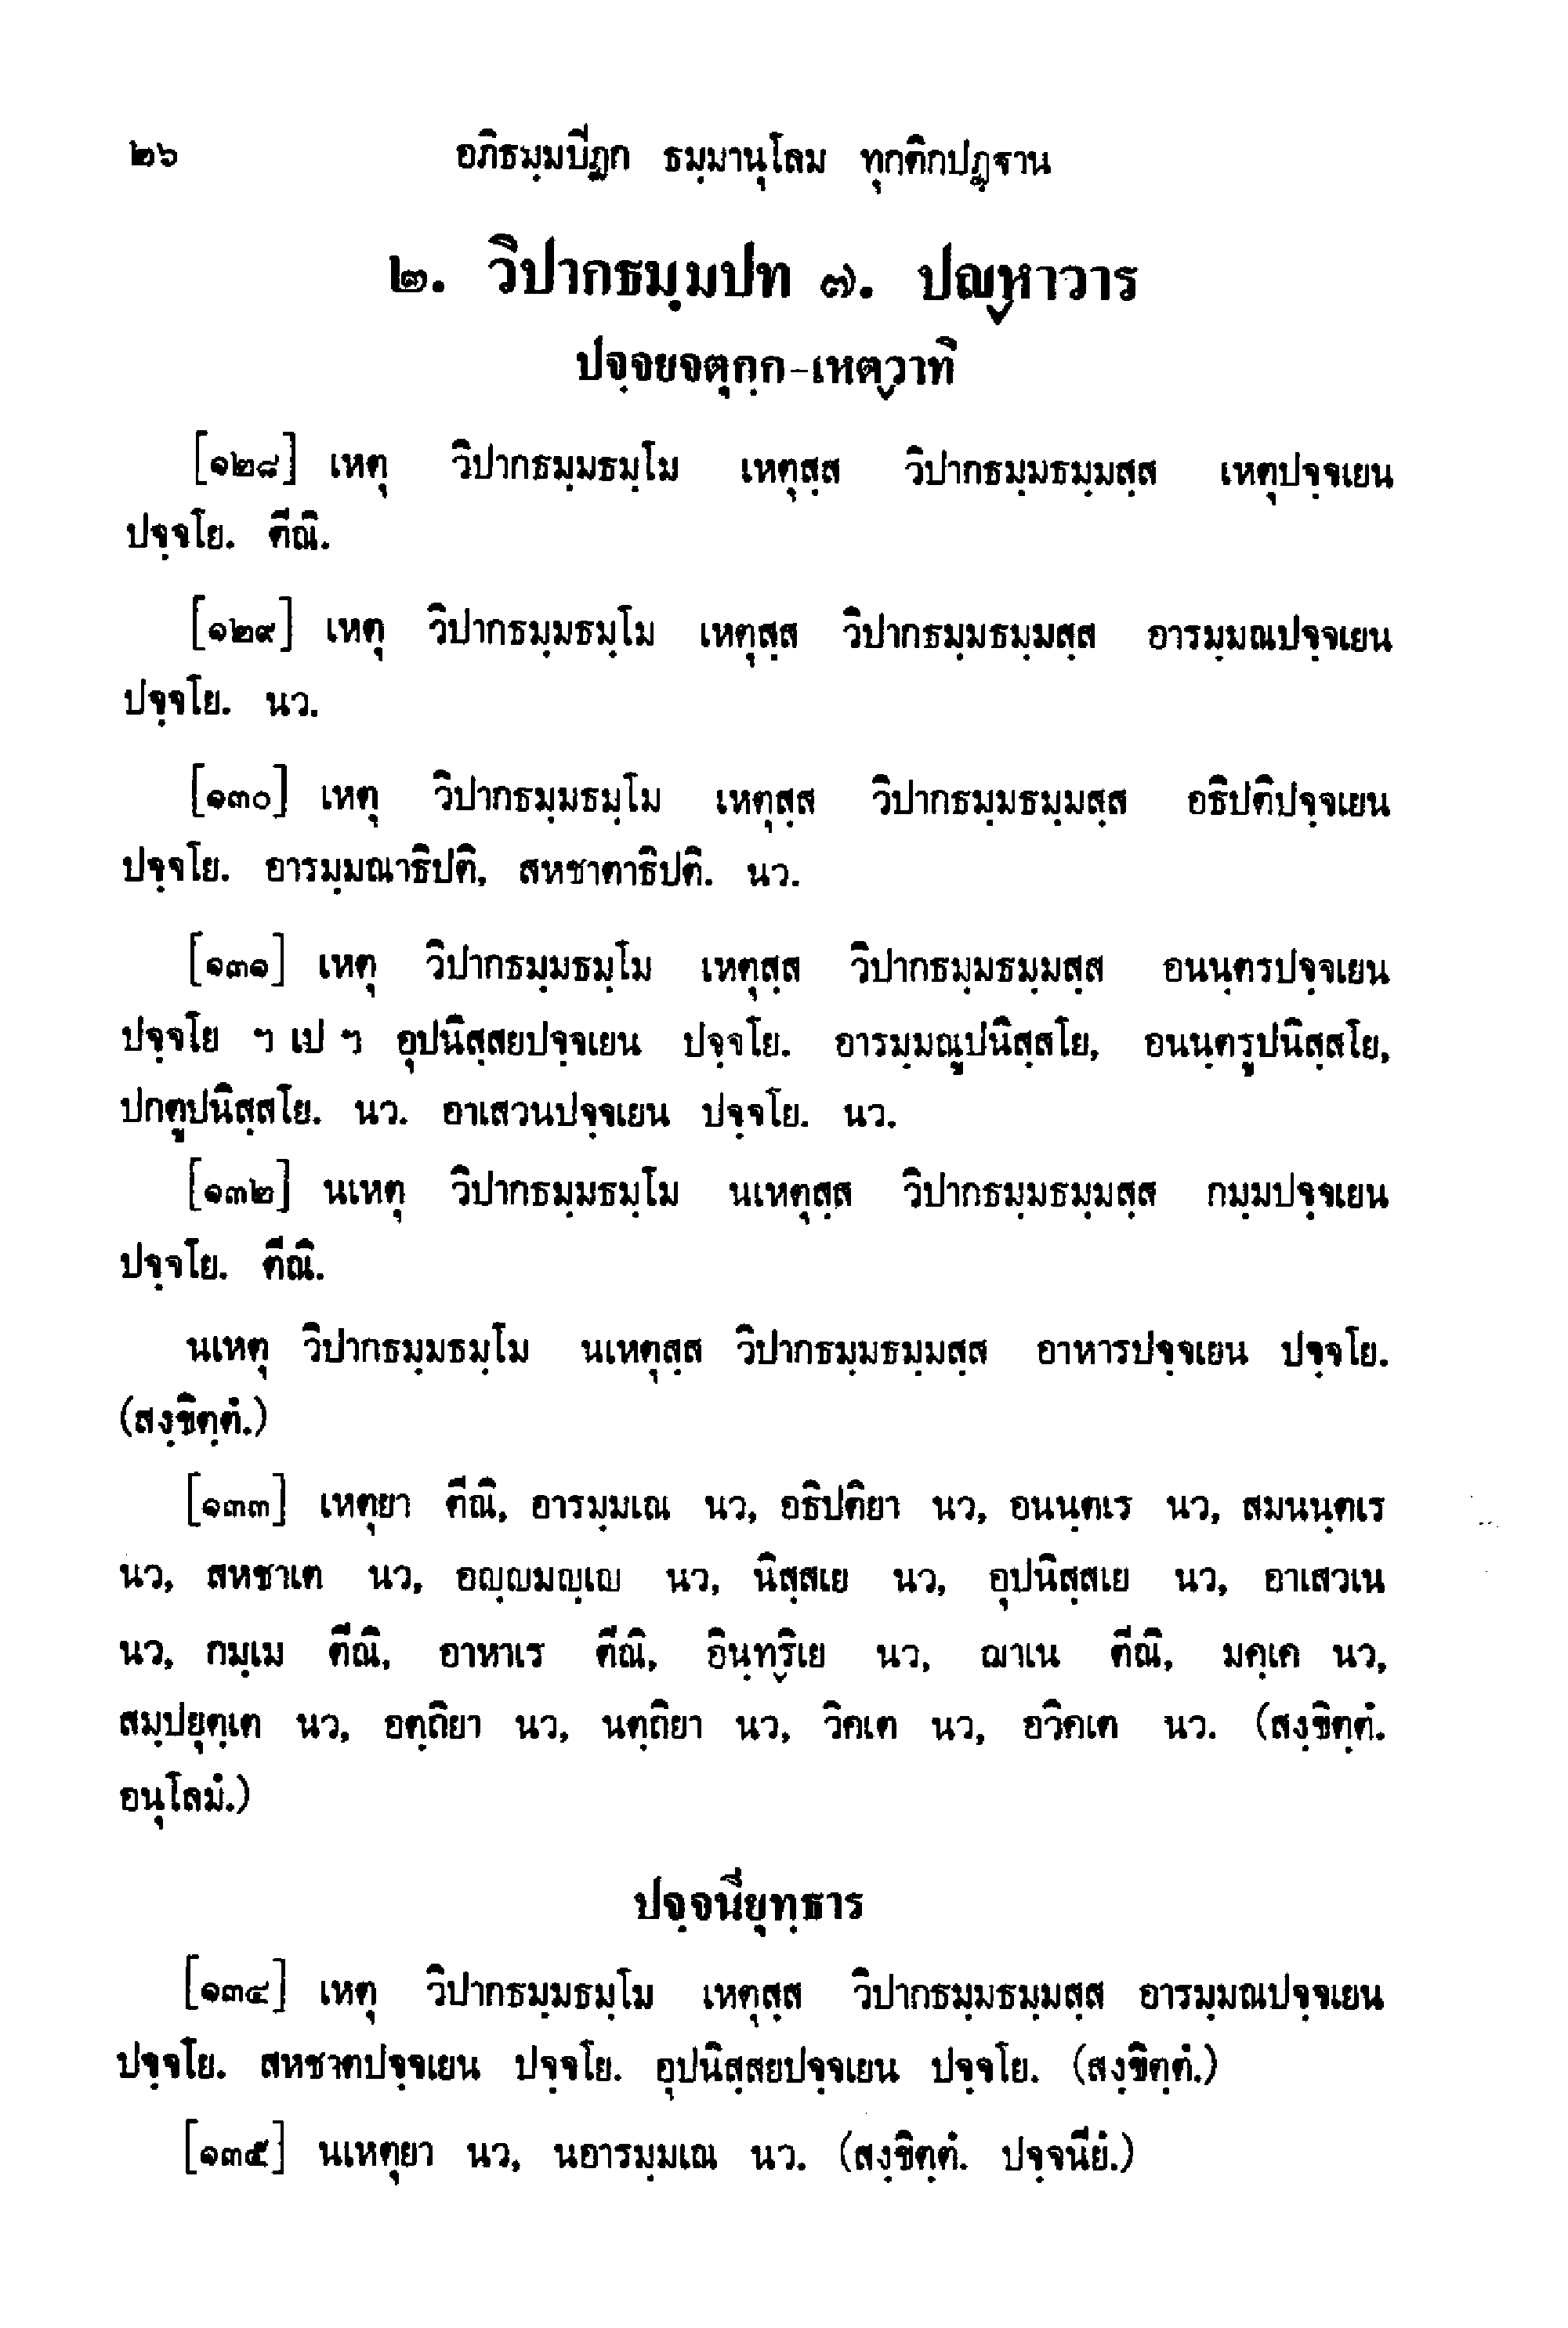 ๒๖ อภิธมฺมปิฏก ธมฺมานุโลม ทุกติกปฏฺฐาน
๒. วิปากธมฺมปท ๗. ปญฺหาวาร
ปจฺจยจตุกฺก-เหตฺวาทิ
[๑๒๘] เหตุ วิปากธมฺมธมฺโม เหตุสฺส วิปากธมฺมธมฺมสฺส เหตุปจฺจเยน
ปจฺจโย. ตีณิ.
[๑๒๙] เหตุ วิปากธมฺมธมฺโม เหตุสฺส วิปากธมฺมธมฺมสฺส อารมฺมณปจฺจเยน
ปจฺจโย. นว.
[๑๓๐] เหตุ วิปากธมฺมธมฺโม เหตุสฺส วิปากธมฺมธมฺมสฺส อธิปติปจฺจเยน
ปจฺจโย. อารมฺมณาธิปติ, สหชาตาธิปติ. นว.
[๑๓๑] เหตุ วิปากธมฺมธมฺโม เหตุสฺส วิปากธมฺมธมฺมสฺส อนนฺตรปจฺจเยน
ปจฺจโย ฯ เป ฯ อุปนิสฺสยปจฺจเยน ปจฺจโย. อารมฺมณูปนิสฺสโย, อนนฺตรูปนิสฺสโย,
ปกตูปนิสฺสโย. นว. อาเสวนปจฺจเยน ปจฺจโย. นว.
[๑๓๒] นเหตุ วิปากธมฺมธมฺโม นเหตุสฺส วิปากธมฺมธมฺมสฺส กมฺมปจฺจเยน
ปจฺจโย. ตีณิ.
นเหตุ วิปากธมฺมธมฺโม นเหตุสฺส วิปากธมฺมธมฺมสฺส อาหารปจฺจเยน ปจฺจโย.
(สงฺขิตฺตํ.)
[๑๓๓] เหตุยา ตีณิ, อารมฺมเณ นว, อธิปติยา นว, อนนฺตเร นว, สมนนฺตเร
นว, สหชาเต นว, อญฺญมญฺเญ นว, นิสฺสเย นว, อุปนิสฺสเย นว, อาเสวเน
นว, กมฺเม ตีณิ, อาหาเร ตีณิ, อินฺทฺริเย นว, ฌาเน ตีณิ, มคฺเค นว,
สมฺปยุตฺเต นว, อตฺถิยา นว, นตฺถิยา นว, วิคเต นว, อวิคเต นว. (สงฺขิตฺตํ.
อนุโลมํ.)
ปจฺจนียุทฺธาร
[๑๓๔] เหตุ วิปากธมฺมธมฺโม เหตุสฺส วิปากธมฺมธมฺมสฺส อารมฺมณปจฺจเยน
ปจฺจโย. สหชาตปจฺจเยน ปจฺจโย. อุปนิสฺสยปจฺจเยน ปจฺจโย. (สงฺขิตฺตํ.)
[๑๓๕] นเหตุยา นว, นอารมฺมเณ นว. (สงฺขิตฺตํ. ปจฺจนียํ.)